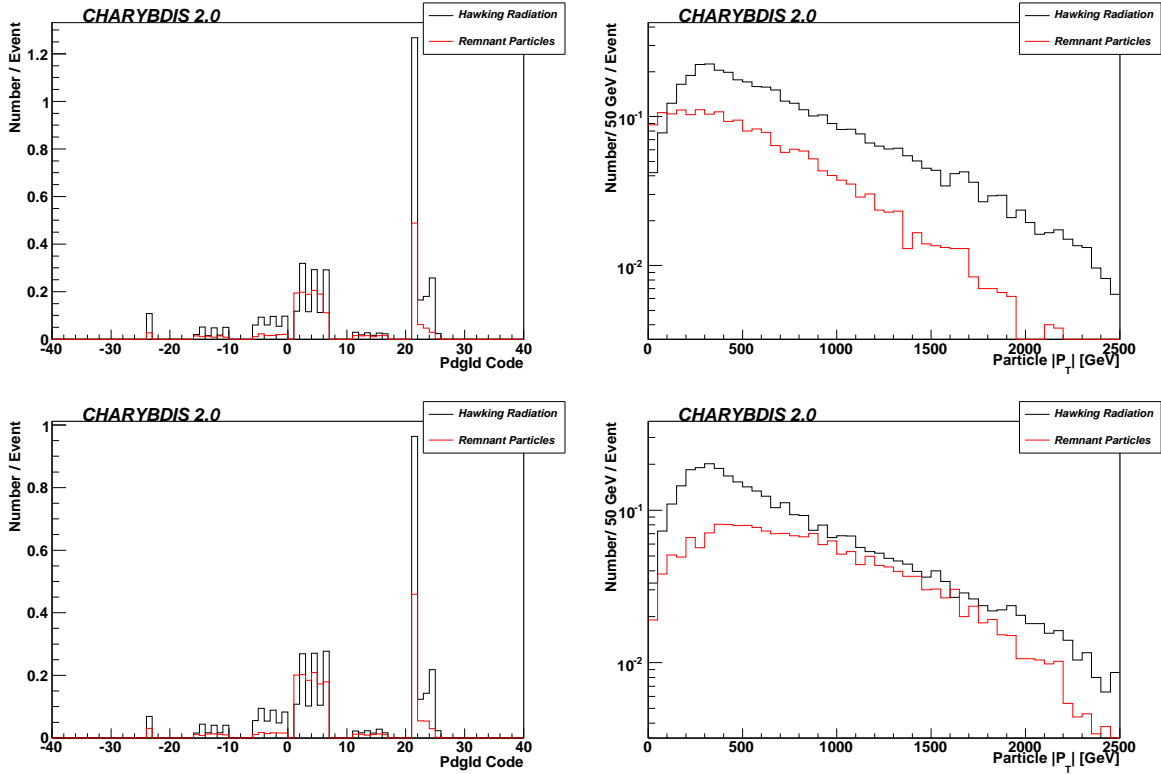 CHARYBDIS 2.0
Hawking Radiation
Remnant Particles
Number / Event
1.2
1
0.8
0.6
0.4
0.2
0
-40 -30 -20 -10 0 10 20 30 40
PdgId Code
CHARYBDIS 2.0
Hawking Radiation
Remnant Particles
Number/ 50 GeV / Event
10-1
10-2
0 500 1000 1500 2000 2500
Particle |PT| [GeV]
CHARYBDIS 2.0
Hawking Radiation
Remnant Particles
Number / Event
1
0.8
0.6
0.4
0.2
0
-40 -30 -20 -10 0 10 20 30 40
PdgId Code
CHARYBDIS 2.0
Hawking Radiation
Remnant Particles
Number/ 50 GeV / Event
10-1
10-2
0 500 1000 1500 2000 2500
Particle |PT| [GeV]